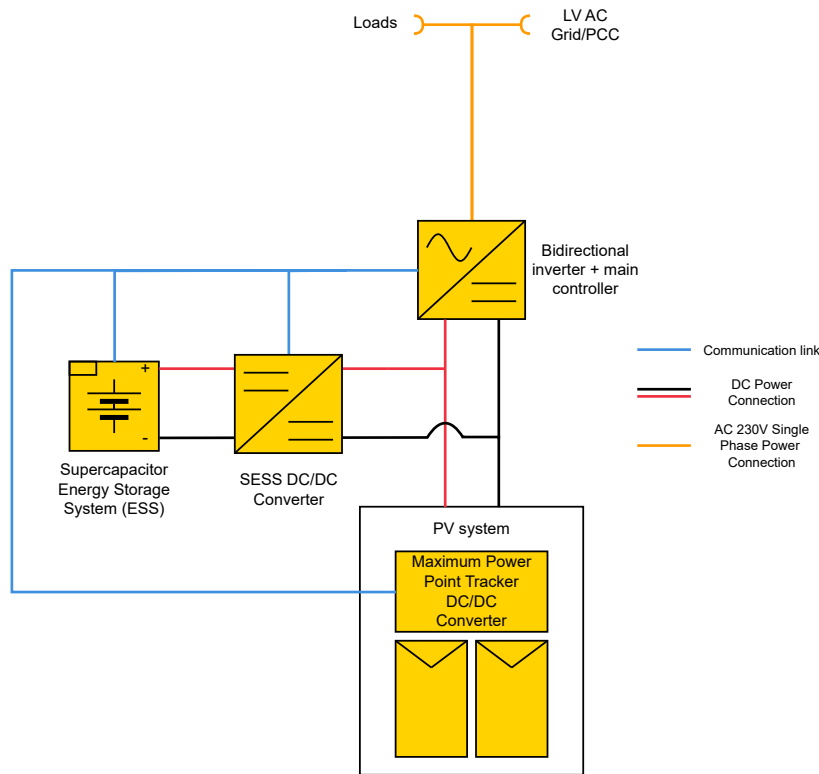 Loads
LV AC
Grid/PCC
Bidirectional
inverter + main
controller
Communication link
DC Power
Connection
AC 230V Single
Phase Power
Connection
+
-
Supercapacitor
Energy Storage
System (ESS)
SESS DC/DC
Converter
PV system
Maximum Power
Point Tracker
DC/DC
Converter